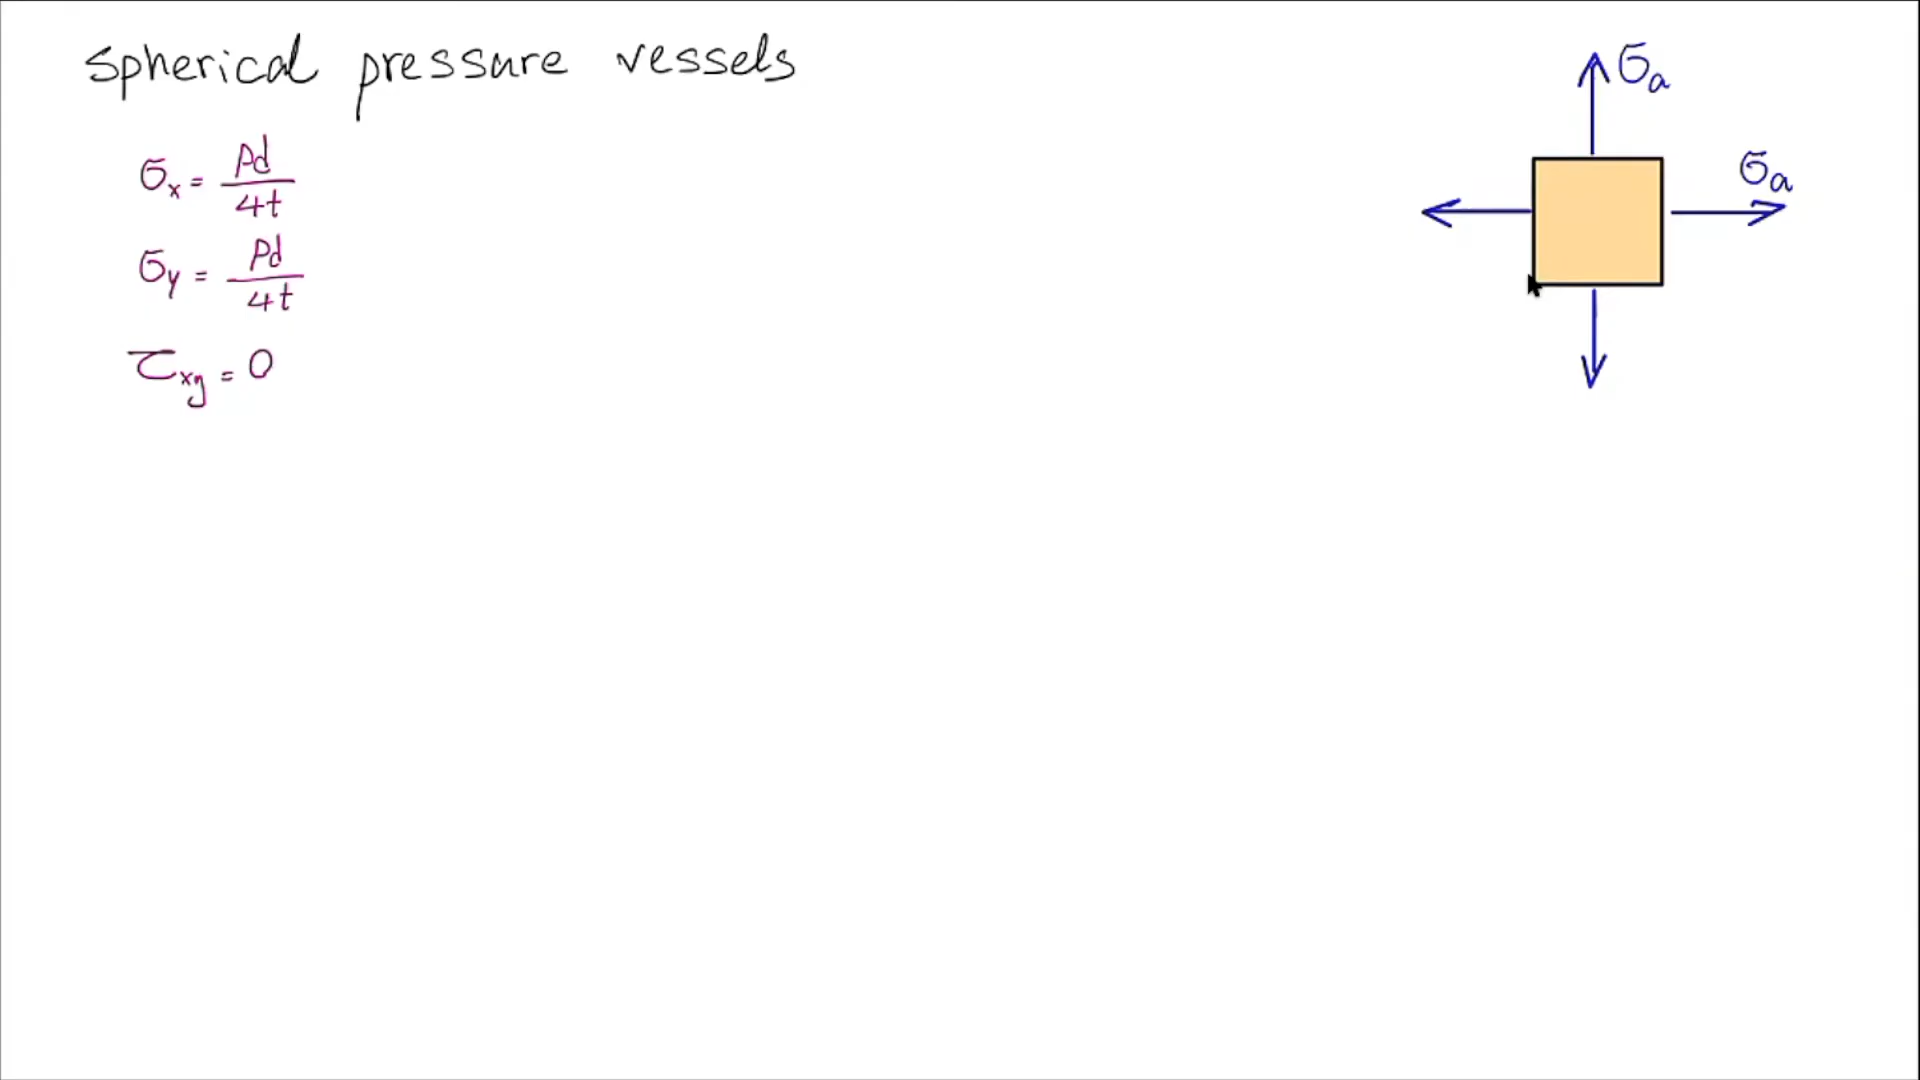 spherical pressure vessels
σₐ
σₓ = Pd/4t
σₐ
σy = Pd/4t
τxy = 0